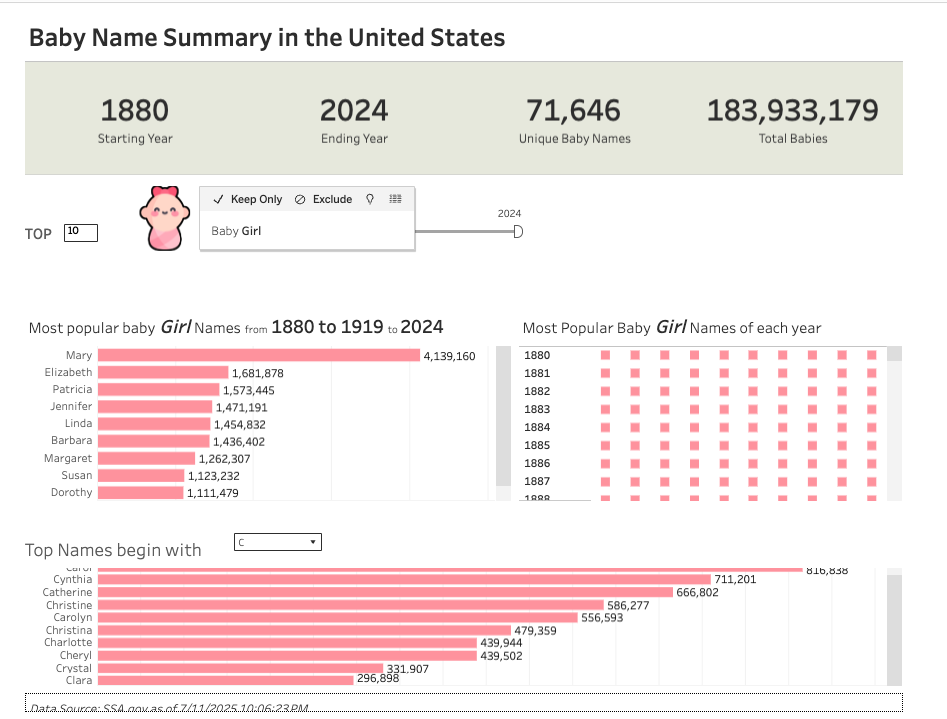 Baby Name Summary in the United States
1880 2024 71,646 183,933,179
Starting Year Ending Year Unique Baby Names Total Babies
Keep Only Exclude
Baby Girl
2024
TOP 10
Most popular baby Girl Names from 1880 to 1919 to 2024
Mary 4,139,160
Elizabeth 1,681,878
Patricia 1,573,445
Jennifer 1,471,191
Linda 1,454,832
Barbara 1,436,402
Margaret 1,262,307
Susan 1,123,232
Dorothy 1,111,479
Most Popular Baby Girl Names of each year
1880
1881
1882
1883
1884
1885
1886
1887
1888
Top Names begin with C
Carol 816,838
Cynthia 711,201
Catherine 666,802
Christine 586,277
Carolyn 556,593
Christina 479,359
Charlotte 439,944
Cheryl 439,502
Crystal 331,907
Clara 296,898
Data Source: SSA.gov as of 7/11/2025 10:06:23 PM